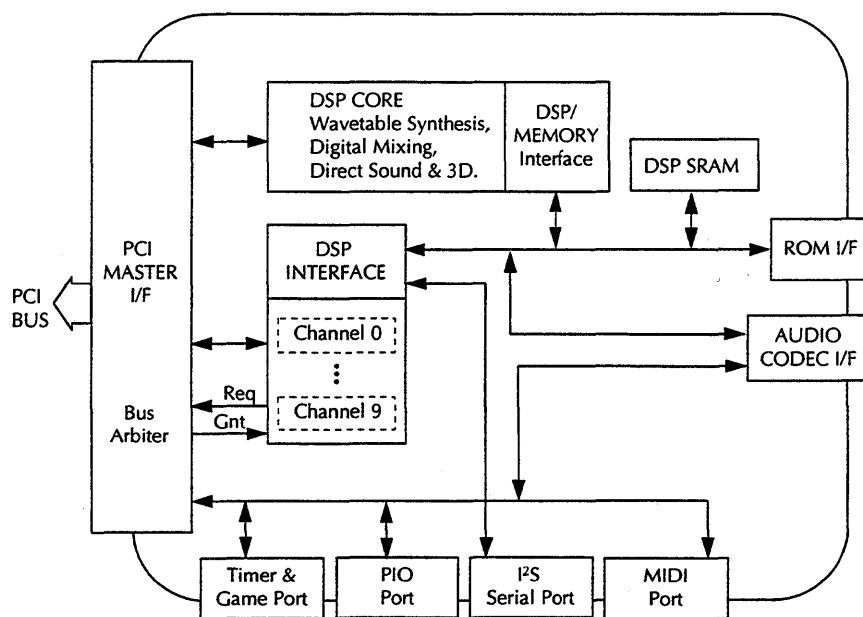 DSP CORE
Wavetable Synthesis,
Digital Mixing,
Direct Sound & 3D.
DSP/
MEMORY
Interface
DSP SRAM
PCI
MASTER
I/F
Bus
Arbiter
PCI
BUS
DSP
INTERFACE
Channel 0
Channel 9
Req
Gnt
ROM I/F
AUDIO
CODEC I/F
Timer &
Game Port
PIO
Port
I²S
Serial Port
MIDI
Port